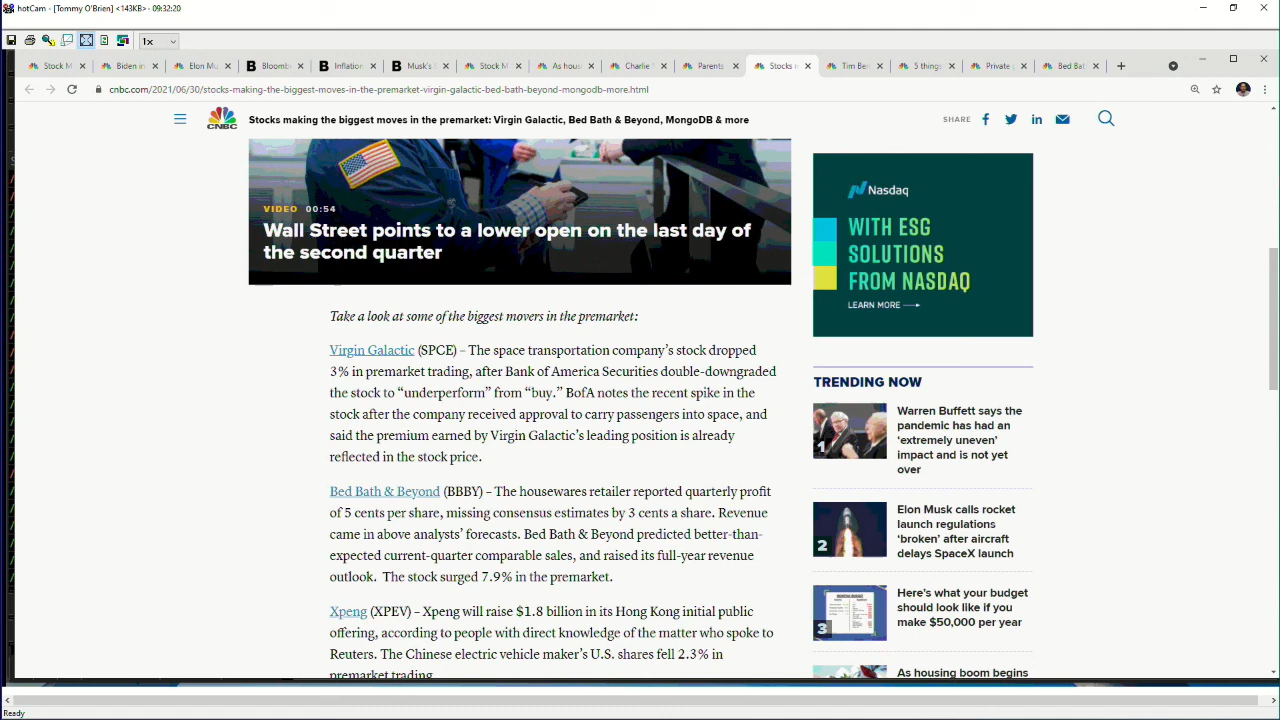 hotCam - [Tommy O'Brien] <143KB> - 09:32:20
1x
Stock M
Biden in
Elon Mu
Bloomb
Inflation
Musk's S
Stock M
As hous
Charlie
Parents
Stocks
Tim Ber
5 things
Private
Bed Bat
cnbc.com/2021/06/30/stocks-making-the-biggest-moves-in-the-premarket-virgin-galactic-bed-bath-beyond-mongodb-more.html
CNBC
Stocks making the biggest moves in the premarket: Virgin Galactic, Bed Bath & Beyond, MongoDB & more
SHARE
VIDEO 00:54
Wall Street points to a lower open on the last day of
the second quarter
Take a look at some of the biggest movers in the premarket:
Virgin Galactic (SPCE) – The space transportation company's stock dropped
3% in premarket trading, after Bank of America Securities double-downgraded
the stock to “underperform” from “buy.” BofA notes the recent spike in the
stock after the company received approval to carry passengers into space, and
said the premium earned by Virgin Galactic's leading position is already
reflected in the stock price.
Bed Bath & Beyond (BBBY) – The housewares retailer reported quarterly profit
of 5 cents per share, missing consensus estimates by 3 cents a share. Revenue
came in above analysts' forecasts. Bed Bath & Beyond predicted better-than-
expected current-quarter comparable sales, and raised its full-year revenue
outlook. The stock surged 7.9% in the premarket.
Xpeng (XPEV) – Xpeng will raise $1.8 billion in its Hong Kong initial public
offering, according to people with direct knowledge of the matter who spoke to
Reuters. The Chinese electric vehicle maker's U.S. shares fell 2.3% in
premarket trading.
Nasdaq
WITH ESG
SOLUTIONS
FROM NASDAQ
LEARN MORE
TRENDING NOW
1
Warren Buffett says the
pandemic has had an
‘extremely uneven’
impact and is not yet
over
2
Elon Musk calls rocket
launch regulations
‘broken’ after aircraft
delays SpaceX launch
3
Here's what your budget
should look like if you
make $50,000 per year
As housing boom begins
Ready